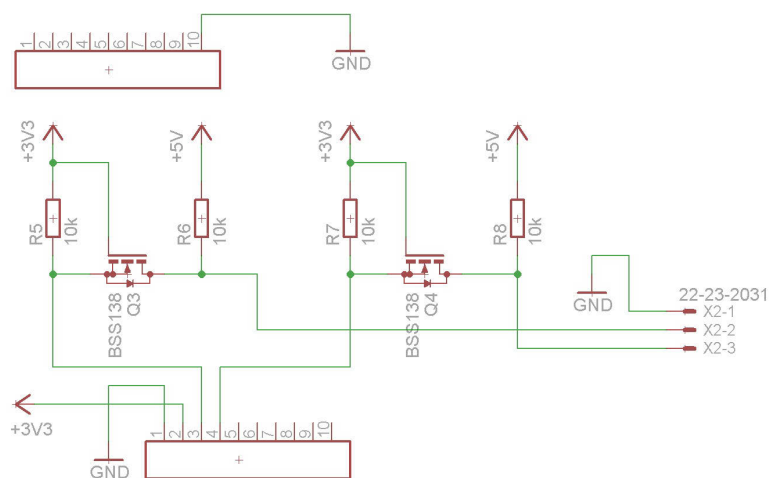 1 2 3 4 5 6 7 8 9 10
GND
+3V3
+5V
+3V3
+5V
R5
10k
R6
10k
R7
10k
R8
10k
BSS138
Q3
BSS138
Q4
GND
22-23-2031
X2-1
X2-2
X2-3
+3V3
GND
1 2 3 4 5 6 7 8 9 10